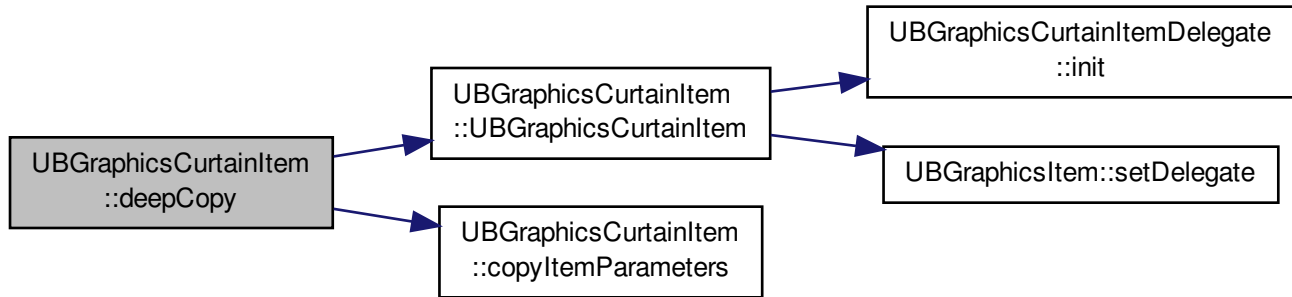 UBGraphicsCurtainItem
::deepCopy
UBGraphicsCurtainItem
::UBGraphicsCurtainItem
UBGraphicsCurtainItemDelegate
::init
UBGraphicsItem::setDelegate
UBGraphicsCurtainItem
::copyItemParameters